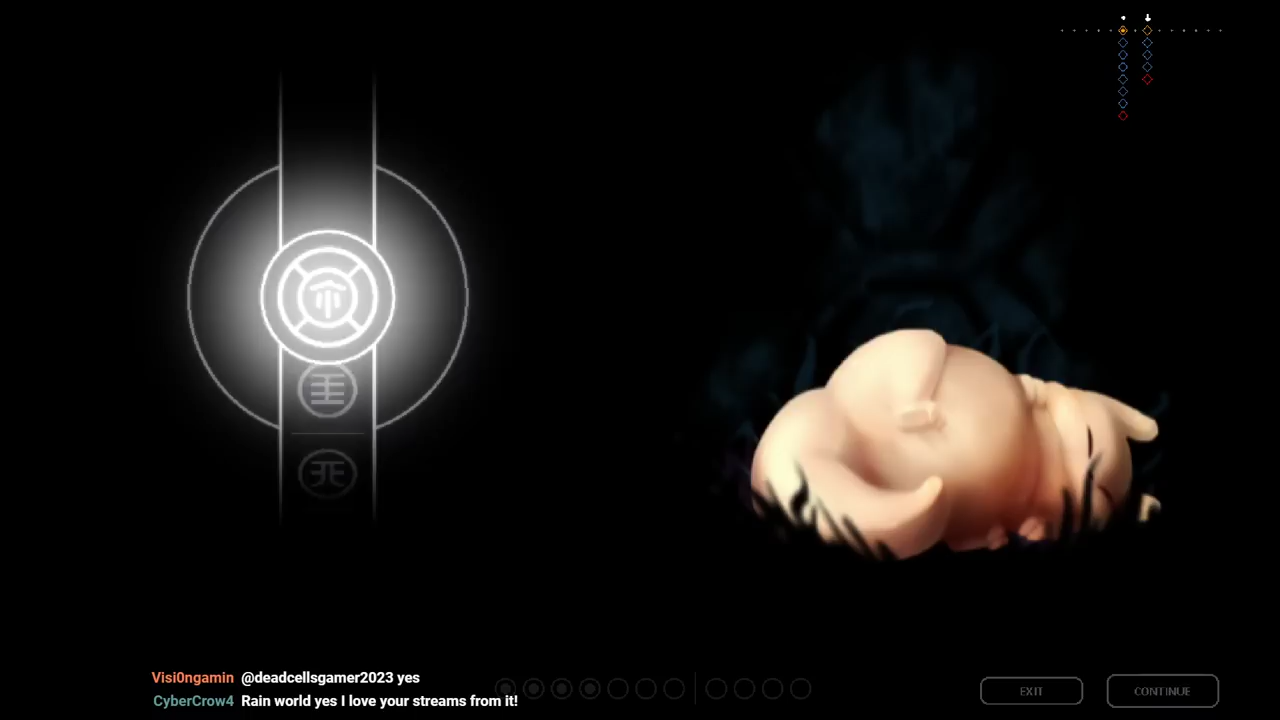 Visi0ngamin @deadcellsgamer2023 yes
CyberCrow4 Rain world yes I love your streams from it!
EXIT
CONTINUE